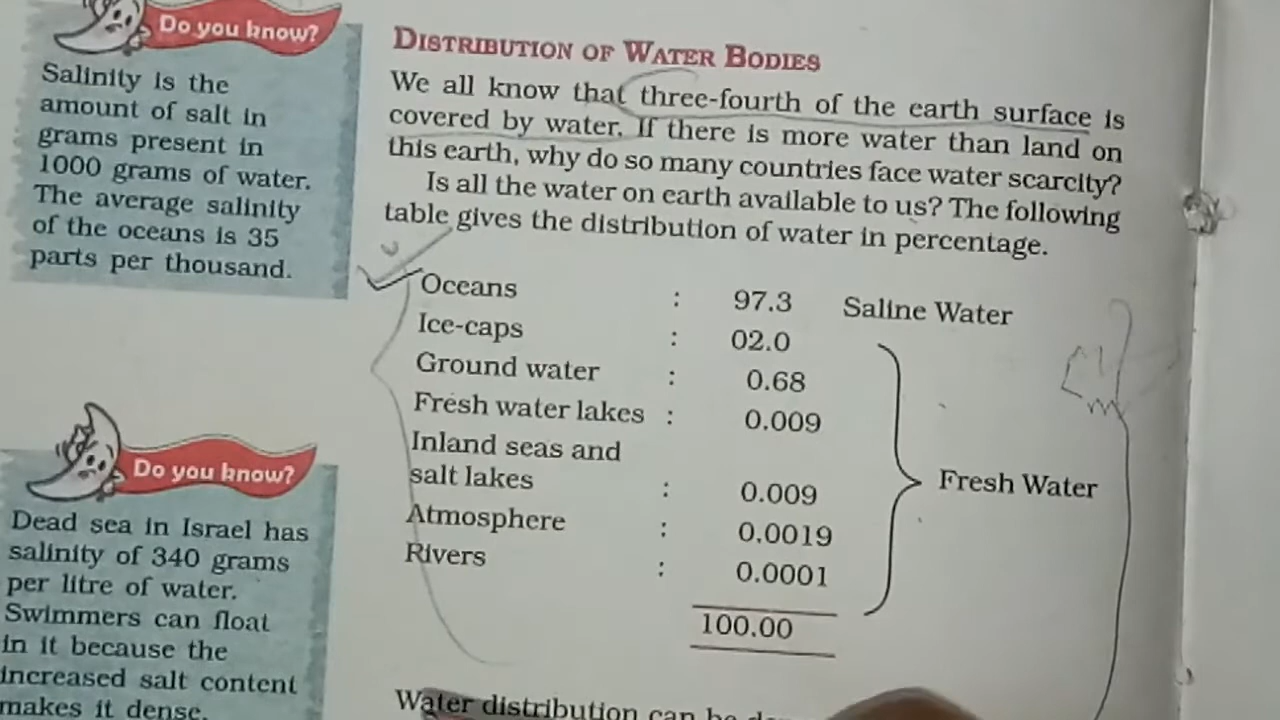 Do you know?
Salinity is the
amount of salt in
grams present in
1000 grams of water.
The average salinity
of the oceans is 35
parts per thousand.
Do you know?
Dead sea in Israel has
salinity of 340 grams
per litre of water.
Swimmers can float
in it because the
increased salt content
makes it dense.
DISTRIBUTION OF WATER BODIES
We all know that three-fourth of the earth surface is
covered by water. If there is more water than land on
this earth, why do so many countries face water scarcity?
Is all the water on earth available to us? The following
table gives the distribution of water in percentage.
Oceans : 97.3 Saline Water
Ice-caps : 02.0
Ground water : 0.68
Fresh water lakes : 0.009
Inland seas and
salt lakes : 0.009
Fresh Water
Atmosphere : 0.0019
Rivers : 0.0001
100.00
Water distribution can be